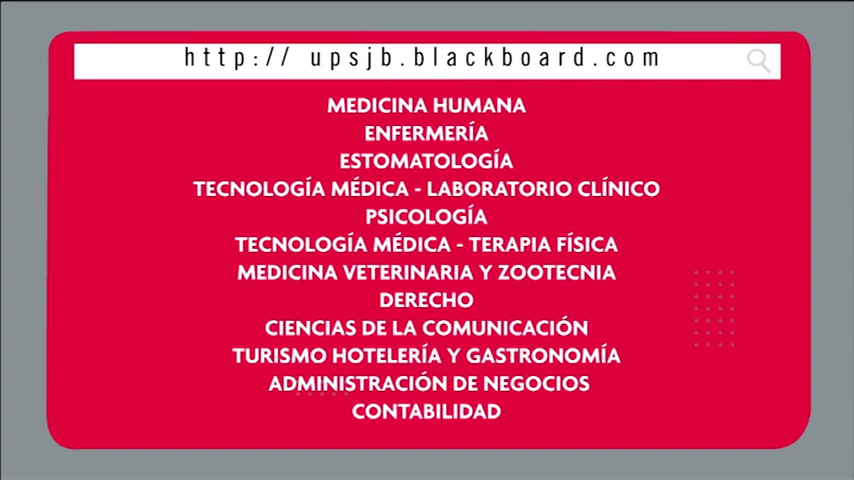 http:// upsjb.blackboard.com
MEDICINA HUMANA
ENFERMERÍA
ESTOMATOLOGÍA
TECNOLOGÍA MÉDICA - LABORATORIO CLÍNICO
PSICOLOGÍA
TECNOLOGÍA MÉDICA - TERAPIA FÍSICA
MEDICINA VETERINARIA Y ZOOTECNIA
DERECHO
CIENCIAS DE LA COMUNICACIÓN
TURISMO HOTELERÍA Y GASTRONOMÍA
ADMINISTRACIÓN DE NEGOCIOS
CONTABILIDAD